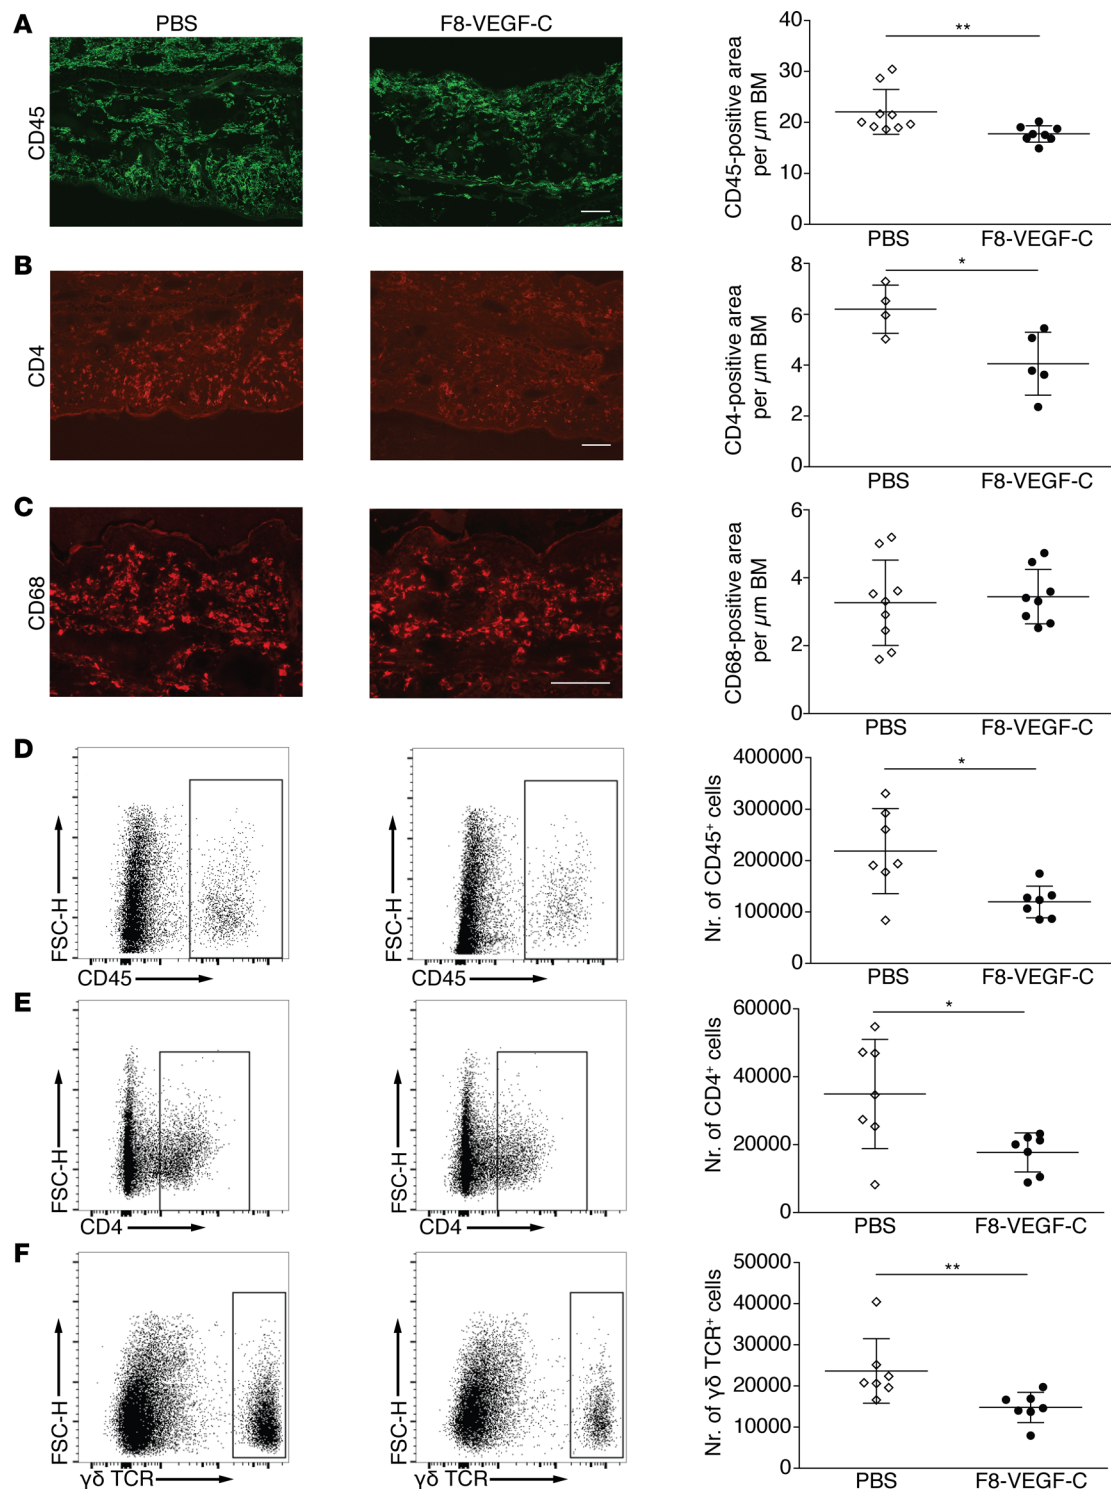 A
PBS
F8-VEGF-C
CD45
CD45-positive area
per µm BM
40
30
20
10
0
**
PBS
F8-VEGF-C
B
CD4
CD4-positive area
per µm BM
8
6
4
2
0
*
PBS
F8-VEGF-C
C
CD68
CD68-positive area
per µm BM
6
4
2
0
PBS
F8-VEGF-C
D
FSC-H
CD45
FSC-H
CD45
Nr. of CD45⁺ cells
400000
300000
200000
100000
0
*
PBS
F8-VEGF-C
E
FSC-H
CD4
FSC-H
CD4
Nr. of CD4⁺ cells
60000
40000
20000
0
*
PBS
F8-VEGF-C
F
FSC-H
γδ TCR
FSC-H
γδ TCR
Nr. of γδ TCR⁺ cells
50000
40000
30000
20000
10000
0
**
PBS
F8-VEGF-C